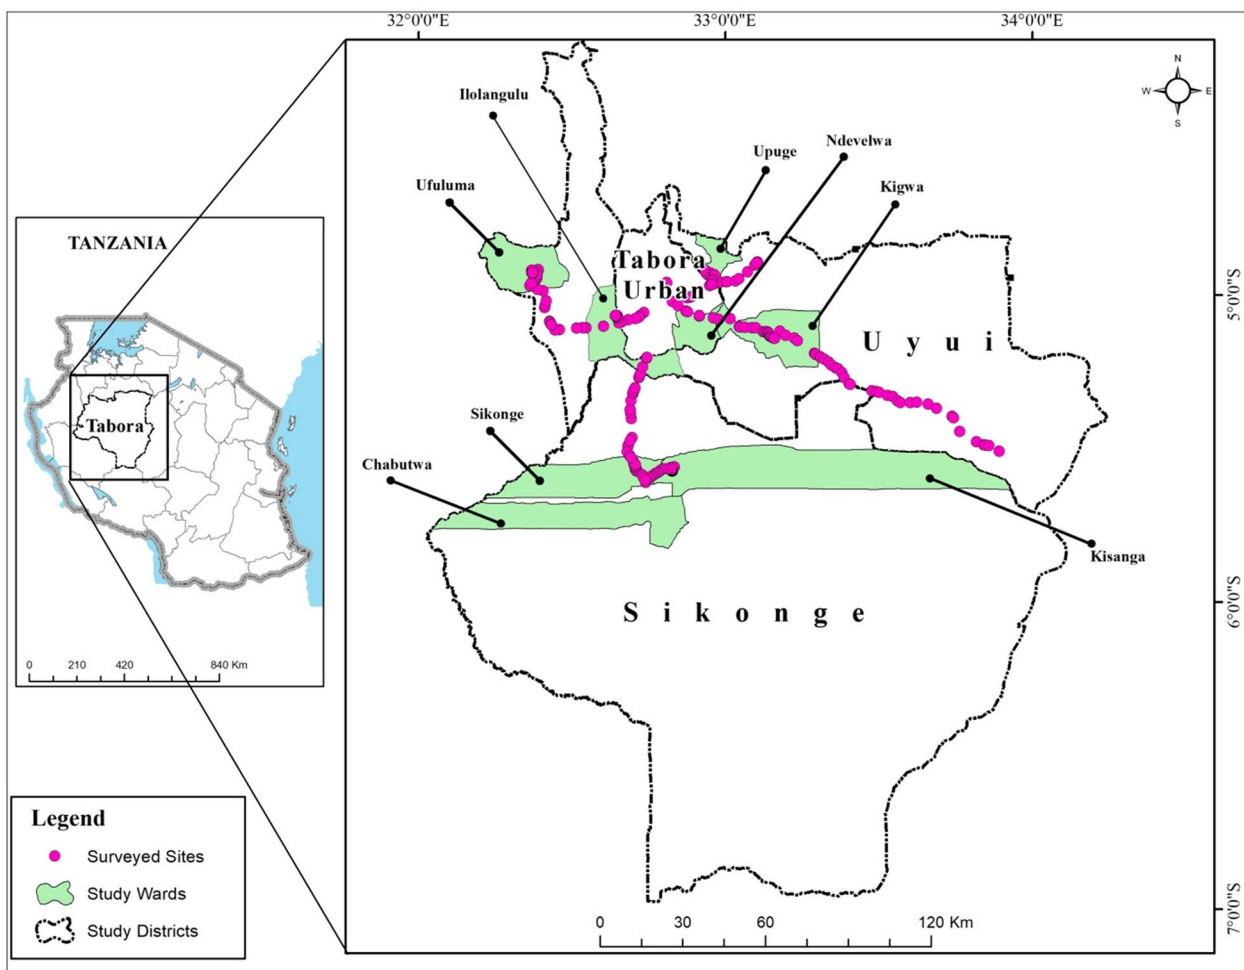 32°0'0"E
33°0'0"E
34°0'0"E
N
W
E
S
Ilolangulu
Upuge
Ndevelwa
Kigwa
Ufuluma
TANZANIA
Tabora
Urban
5°0'0"S
Uyui
Tabora
Sikonge
Chabutwa
Kisanga
Sikonge
6°0'0"S
0 210 420 840 Km
Legend
Surveyed Sites
Study Wards
Study Districts
7°0'0"S
0 30 60 120 Km